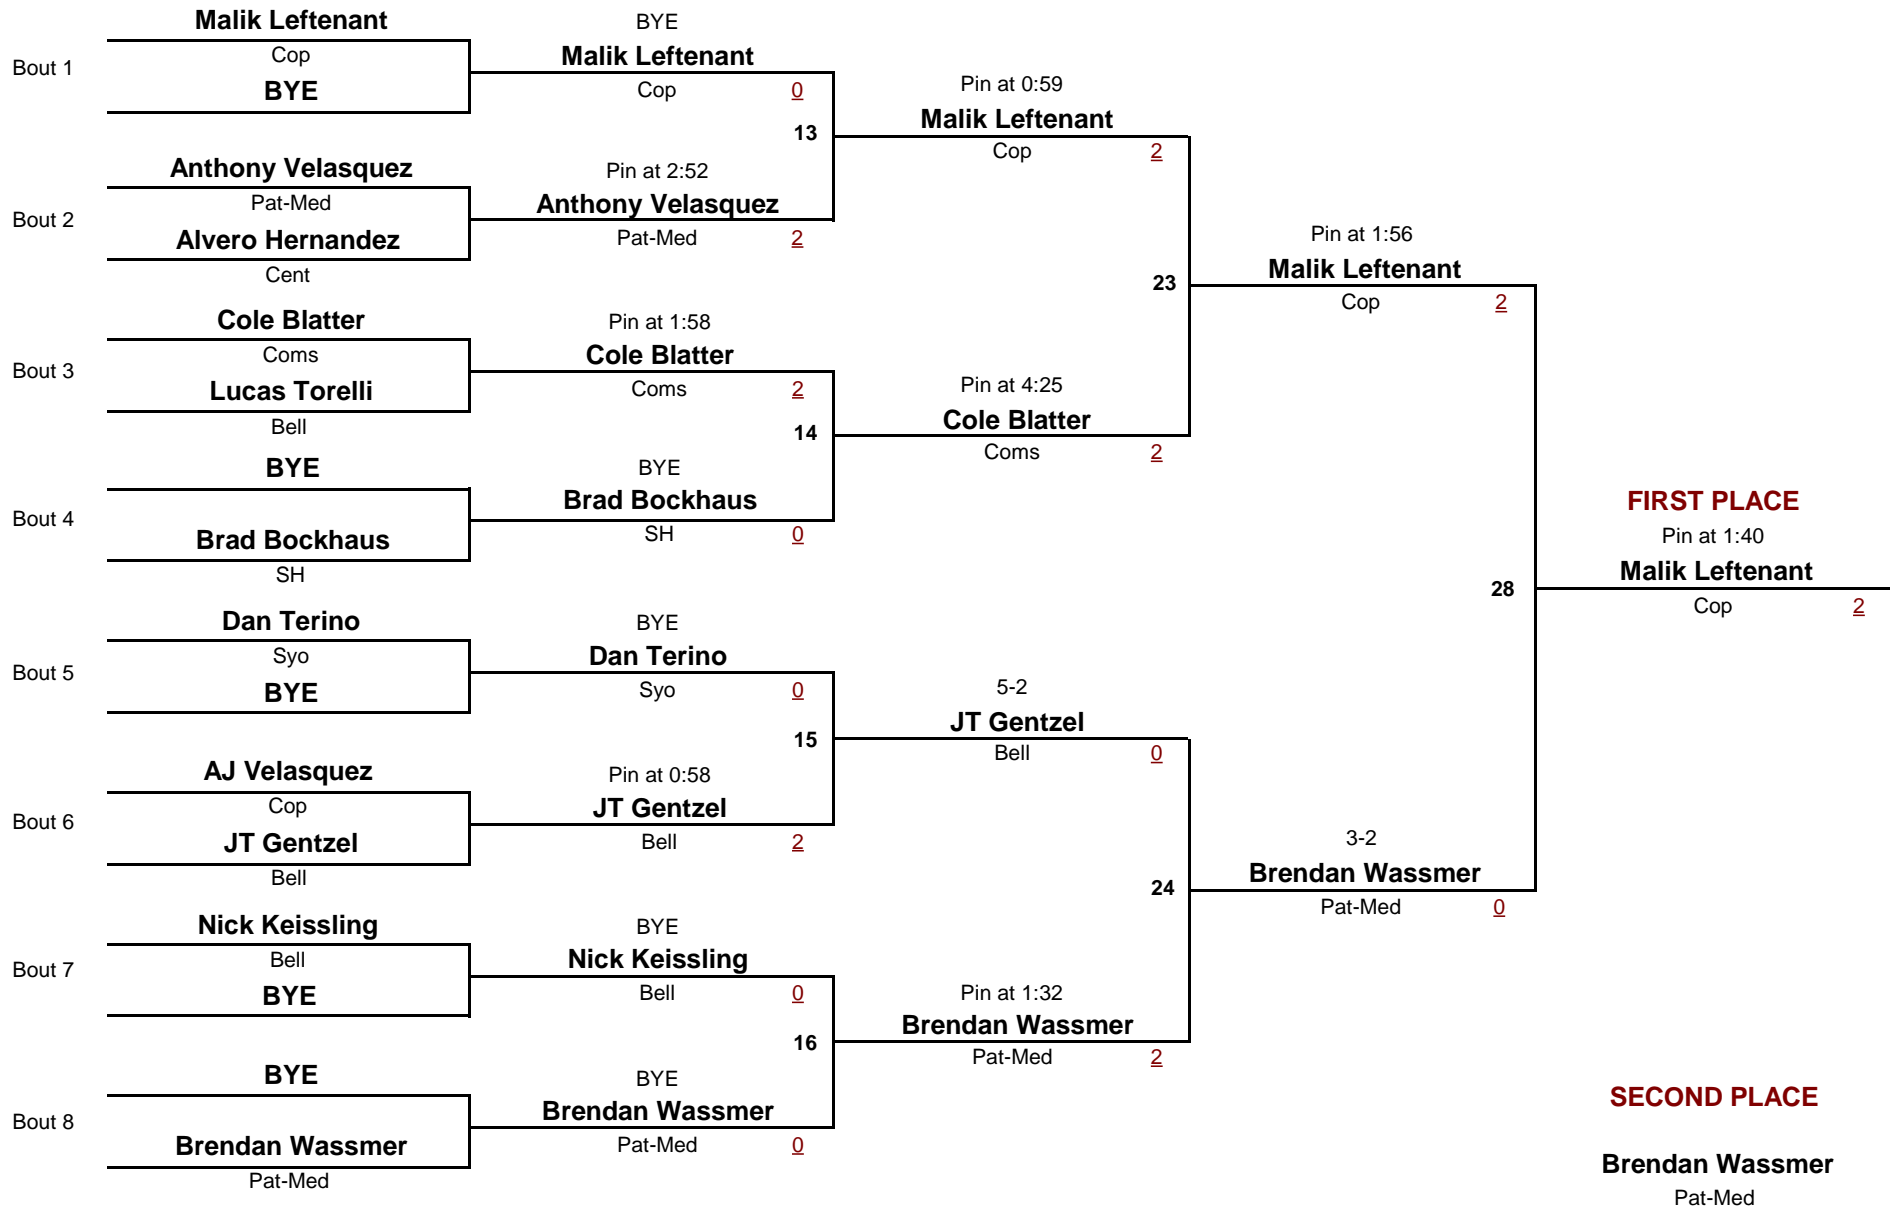 Malik Leftenant
Bout 1
Cop
BYE
Anthony Velasquez
Bout 2
Pat-Med
Alvero Hernandez
Cent
Cole Blatter
Bout 3
Coms
Lucas Torelli
Bell
BYE
Bout 4
Brad Bockhaus
SH
Dan Terino
Bout 5
Syo
BYE
AJ Velasquez
Bout 6
Cop
JT Gentzel
Bell
Nick Keissling
Bout 7
Bell
BYE
BYE
Bout 8
Brendan Wassmer
Pat-Med
BYE
Malik Leftenant
Cop 0
13
Pin at 2:52
Anthony Velasquez
Pat-Med 2
Pin at 1:58
Cole Blatter
Coms 2
14
BYE
Brad Bockhaus
SH 0
BYE
Dan Terino
Syo 0
15
Pin at 0:58
JT Gentzel
Bell 2
BYE
Nick Keissling
Bell 0
16
BYE
Brendan Wassmer
Pat-Med 0
Pin at 0:59
Malik Leftenant
Cop 2
23
Pin at 4:25
Cole Blatter
Coms 2
5-2
JT Gentzel
Bell 0
24
Pin at 1:32
Brendan Wassmer
Pat-Med 2
Pin at 1:56
Malik Leftenant
Cop 2
28
3-2
Brendan Wassmer
Pat-Med 0
FIRST PLACE
Pin at 1:40
Malik Leftenant
Cop 2
SECOND PLACE
Brendan Wassmer
Pat-Med